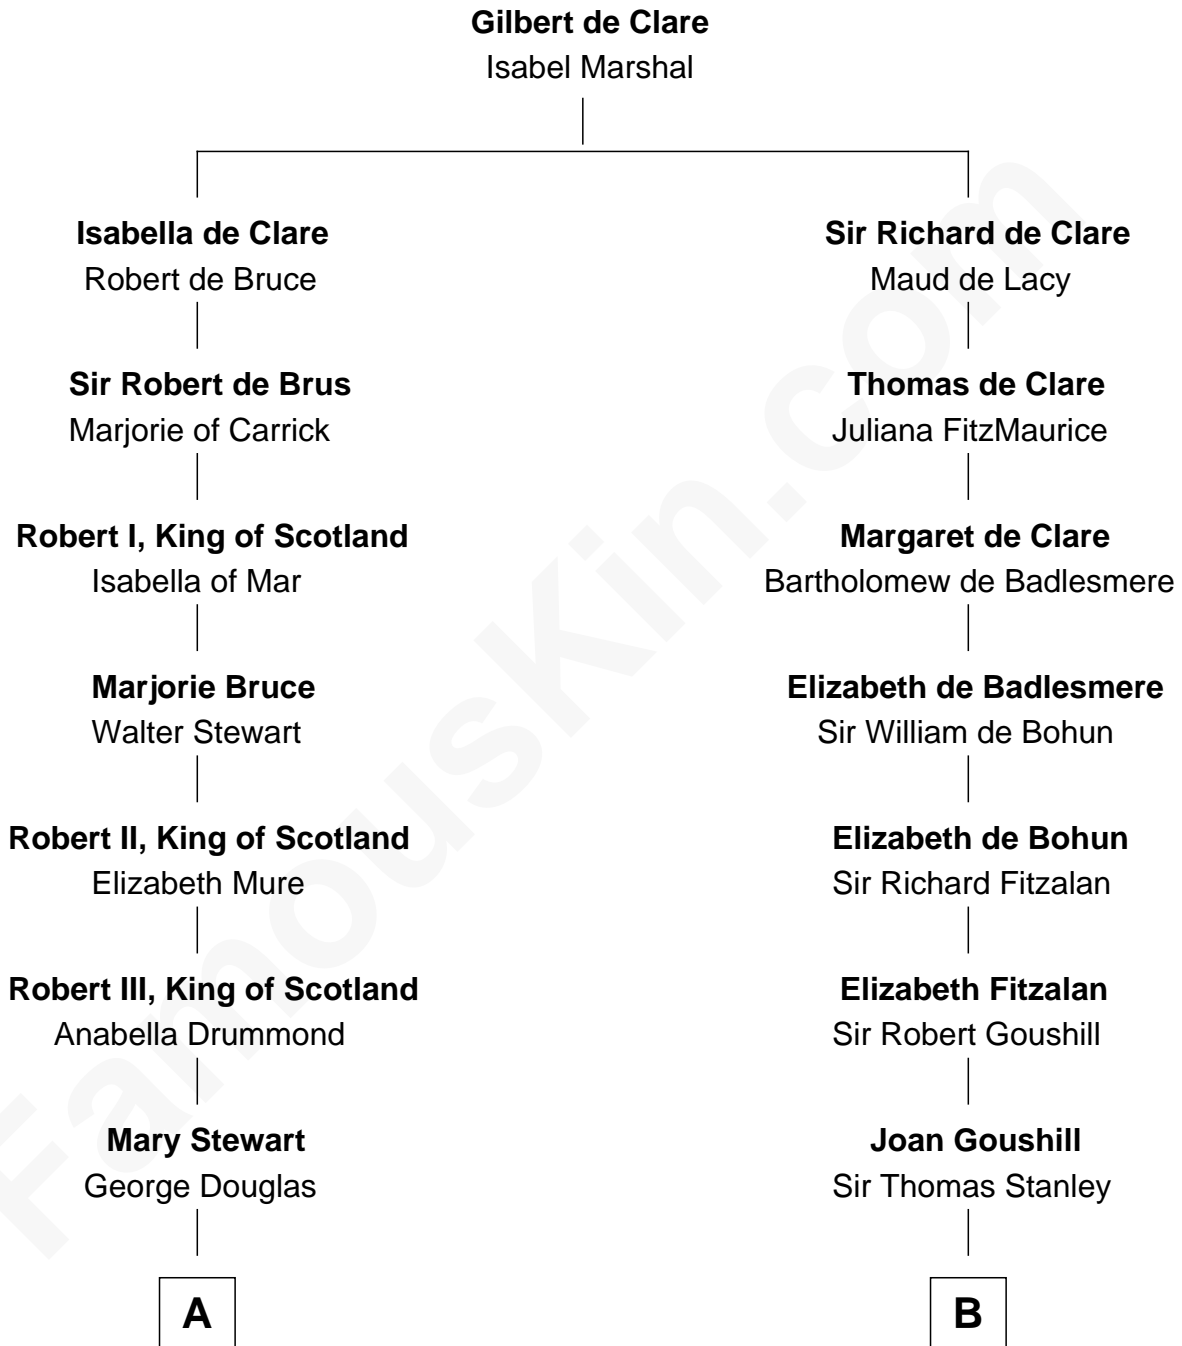 Gilbert de Clare
Isabel Marshal
Isabella de Clare
Robert de Bruce
Sir Richard de Clare
Maud de Lacy
Sir Robert de Brus
Marjorie of Carrick
Thomas de Clare
Juliana FitzMaurice
Robert I, King of Scotland
Isabella of Mar
Margaret de Clare
Bartholomew de Badlesmere
Marjorie Bruce
Walter Stewart
Elizabeth de Badlesmere
Sir William de Bohun
Robert II, King of Scotland
Elizabeth Mure
Elizabeth de Bohun
Sir Richard Fitzalan
Robert III, King of Scotland
Anabella Drummond
Elizabeth Fitzalan
Sir Robert Goushill
Mary Stewart
George Douglas
Joan Goushill
Sir Thomas Stanley
A
B
FamousKin.com